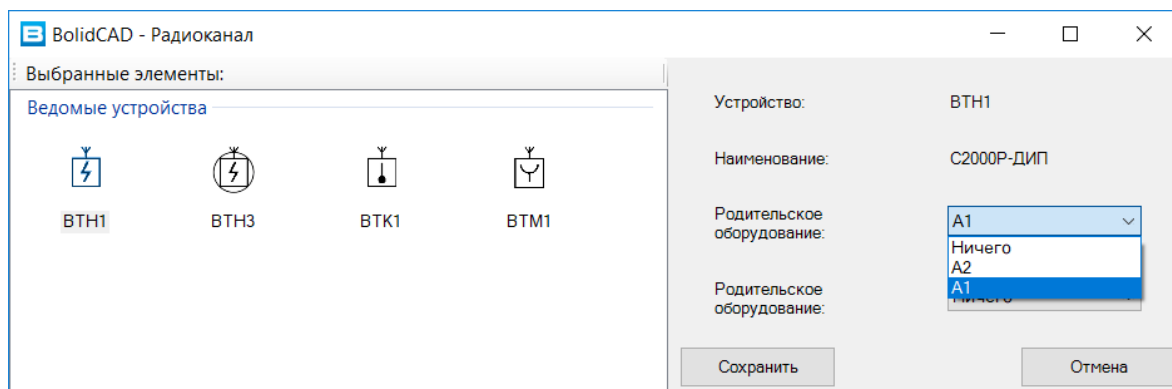 BolidCAD - Радиоканал
Выбранные элементы:
Ведомые устройства
BTH1
BTH3
BTK1
BTM1
Устройство:
BTH1
Наименование:
С2000Р-ДИП
Родительское
оборудование:
A1
Ничего
A2
A1
Родительское
оборудование:
Сохранить
Отмена